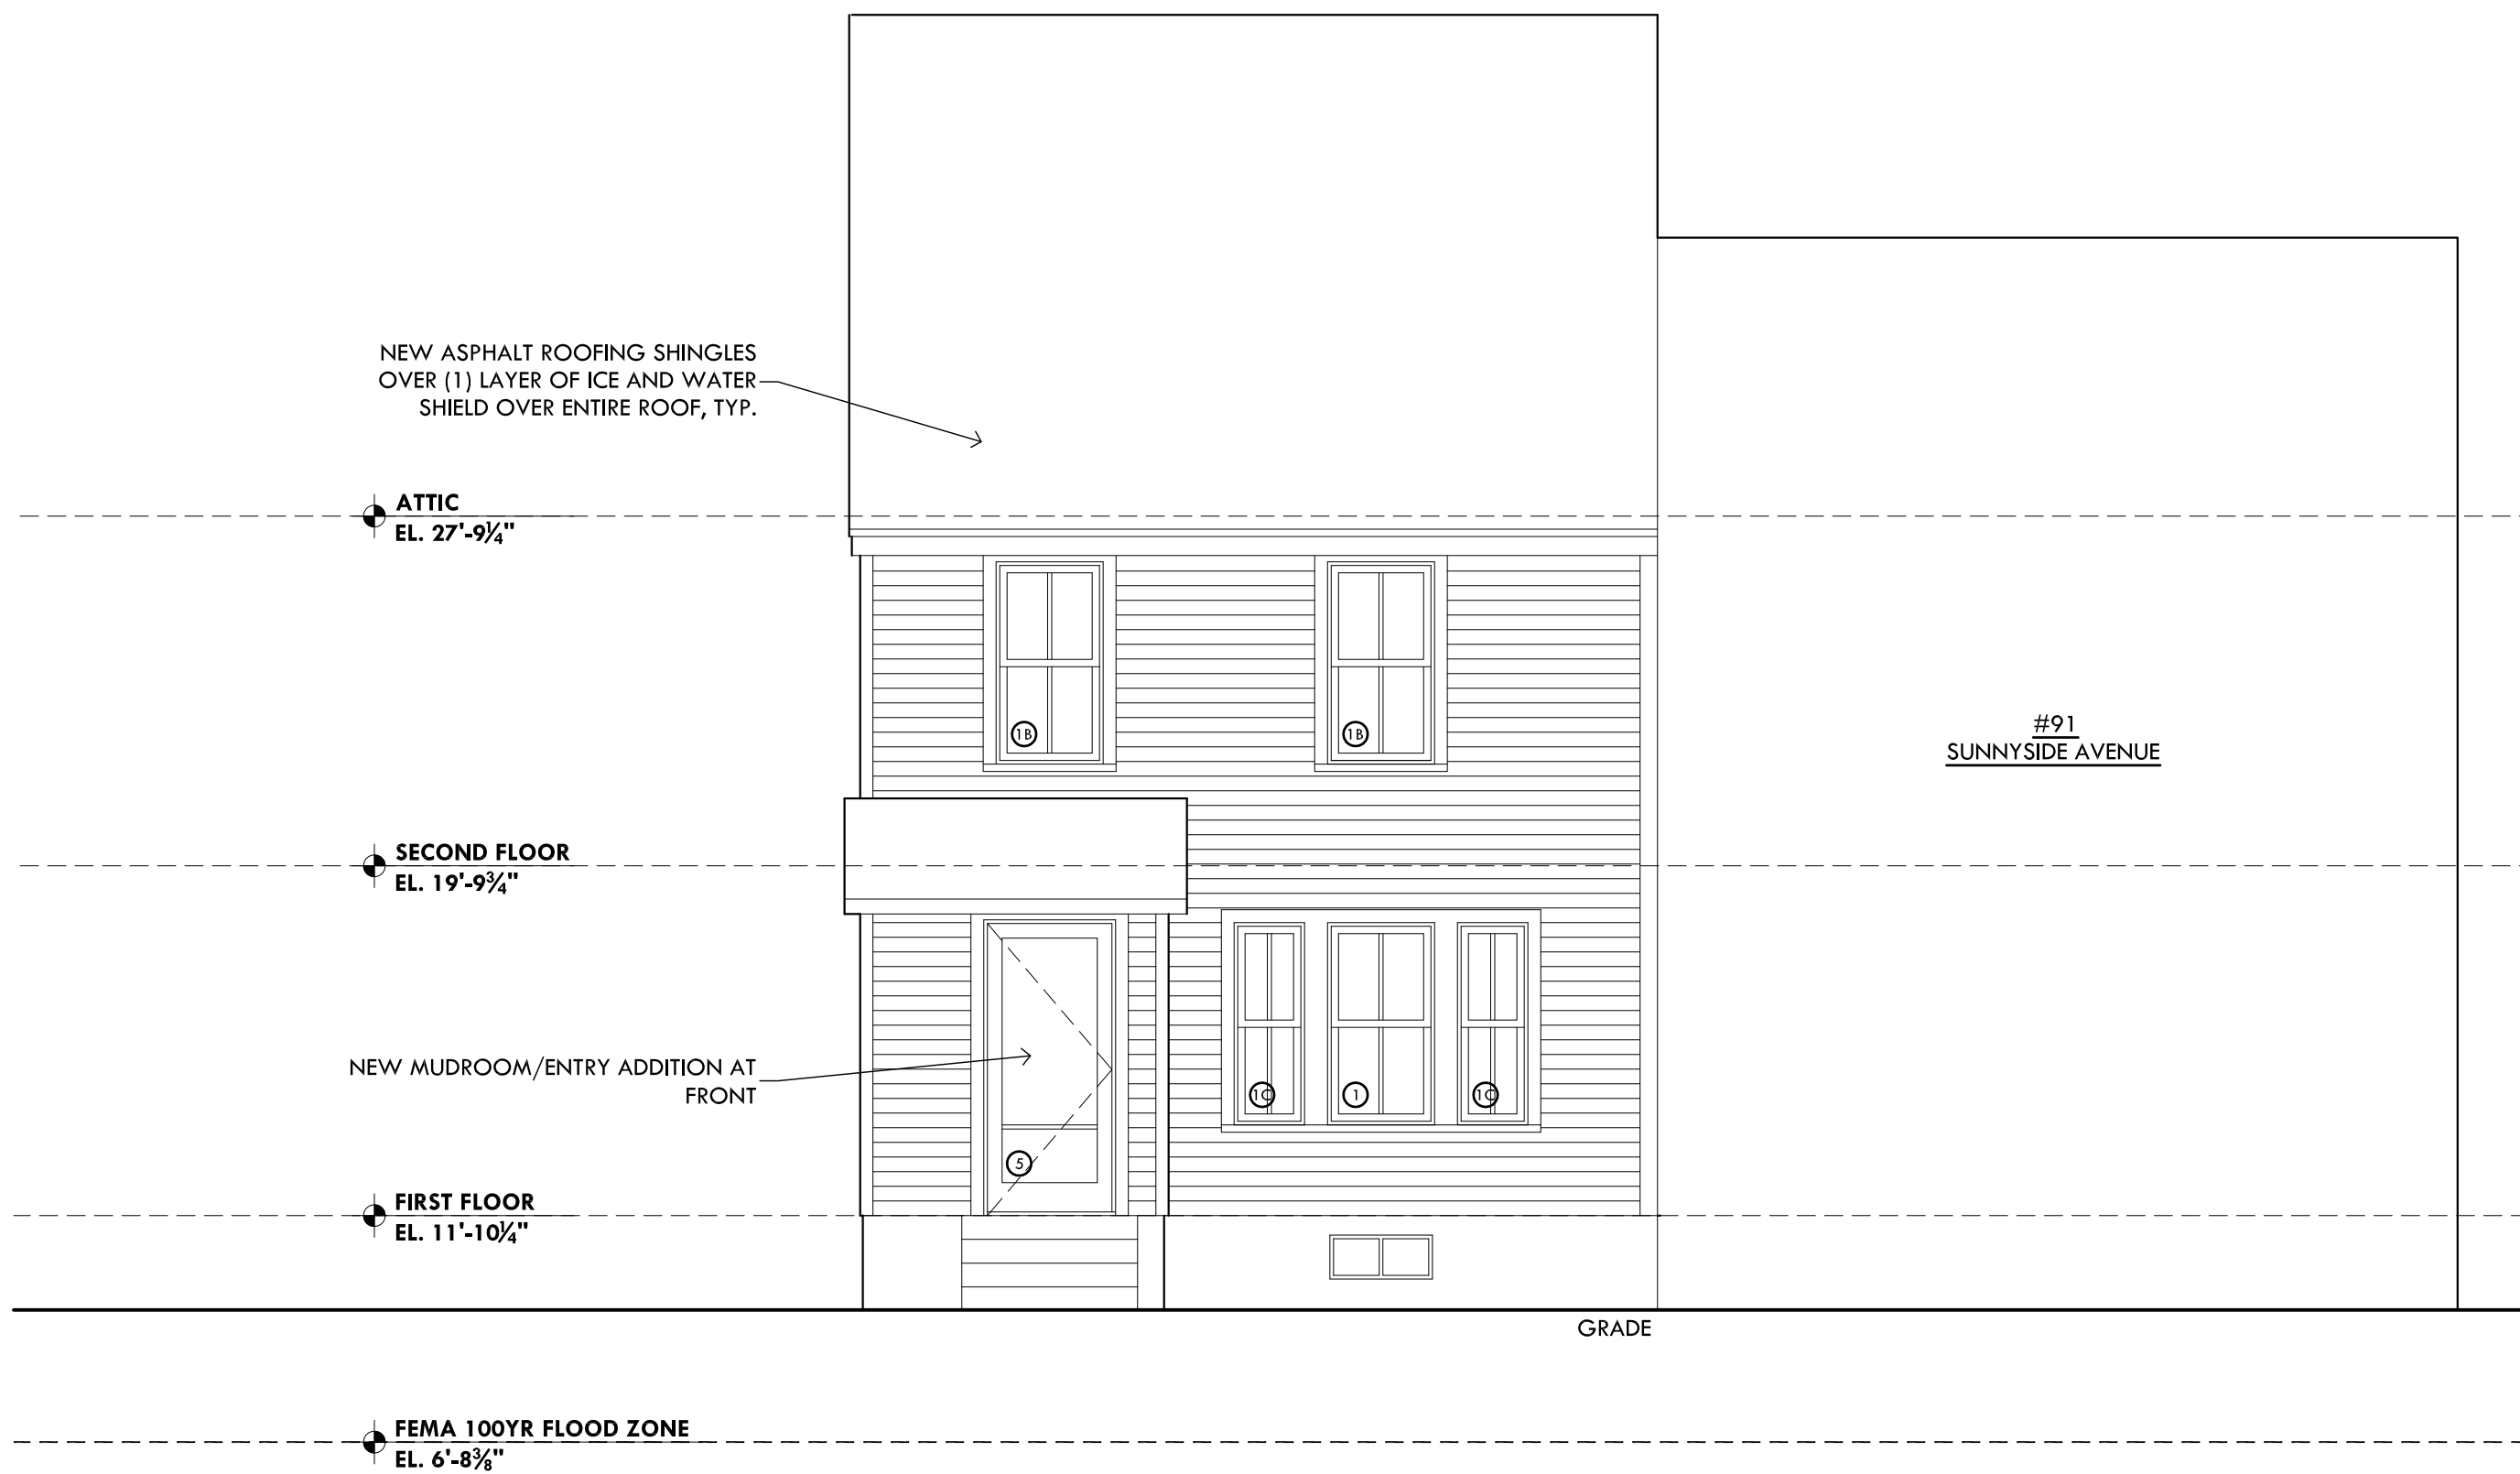 NEW ASPHALT ROOFING SHINGLES
OVER (1) LAYER OF ICE AND WATER
SHIELD OVER ENTIRE ROOF, TYP.
ATTIC
EL. 27'-9¼"
1B
1B
#91
SUNNYSIDE AVENUE
SECOND FLOOR
EL. 19'-9¾"
NEW MUDROOM/ENTRY ADDITION AT
FRONT
1C
1
1C
5
FIRST FLOOR
EL. 11'-10¼"
GRADE
FEMA 100YR FLOOD ZONE
EL. 6'-8⅜"